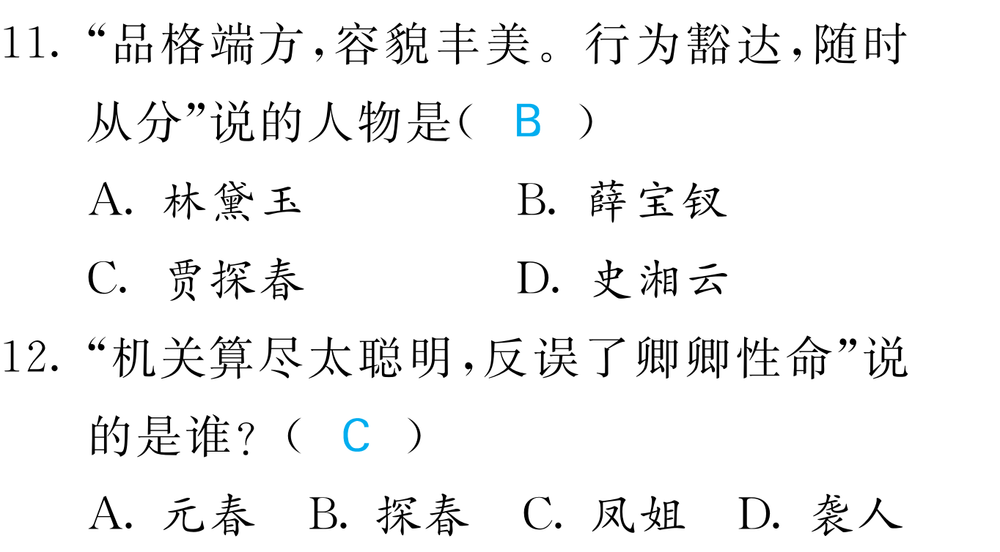 11. “品格端方,容貌丰美。行为豁达,随时
从分”说的人物是( B )
A. 林黛玉 B. 薛宝钗
C. 贾探春 D. 史湘云
12. “机关算尽太聪明,反误了卿卿性命”说
的是谁?( C )
A. 元春 B. 探春 C. 凤姐 D. 袭人